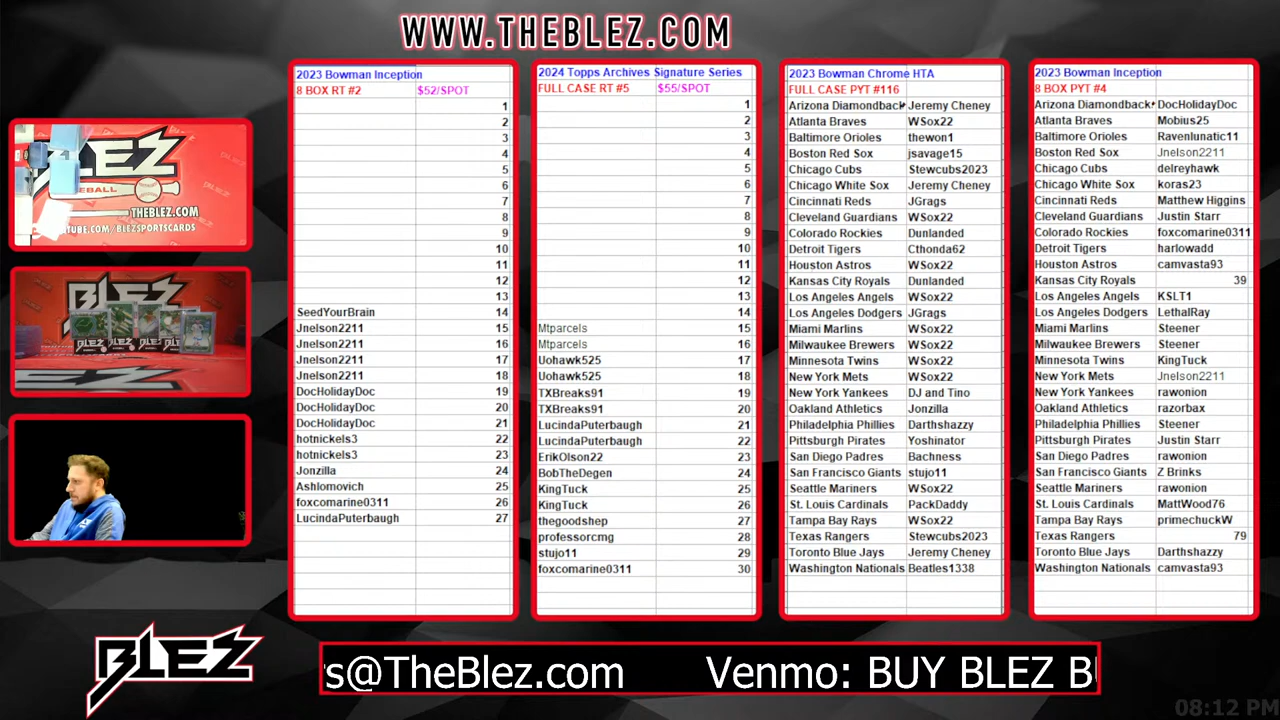 WWW.THEBLEZ.COM
BLEZ
BASEBALL
THEBLEZ.COM
TUBE.COM/BLEZSPORTSCARDS
BLEZ
2023 Bowman Inception
8 BOX RT #2 $52/SPOT
1
2
3
4
5
6
7
8
9
10
11
12
13
SeedYourBrain 14
Jnelson2211 15
Jnelson2211 16
Jnelson2211 17
Jnelson2211 18
DocHolidayDoc 19
DocHolidayDoc 20
DocHolidayDoc 21
hotnickels3 22
hotnickels3 23
Jonzilla 24
Ashlomovich 25
foxcomarine0311 26
LucindaPuterbaugh 27
2024 Topps Archives Signature Series
FULL CASE RT #5 $55/SPOT
1
2
3
4
5
6
7
8
9
10
11
12
13
14
Mtparcels 15
Mtparcels 16
Uohawk525 17
Uohawk525 18
TXBreaks91 19
TXBreaks91 20
LucindaPuterbaugh 21
LucindaPuterbaugh 22
ErikOlson22 23
BobTheDegen 24
KingTuck 25
KingTuck 26
thegoodshep 27
professorcmg 28
stujo11 29
foxcomarine0311 30
2023 Bowman Chrome HTA
FULL CASE PYT #116
Arizona Diamondback Jeremy Cheney
Atlanta Braves WSox22
Baltimore Orioles thewon1
Boston Red Sox jsavage15
Chicago Cubs Stewcubs2023
Chicago White Sox Jeremy Cheney
Cincinnati Reds JGrags
Cleveland Guardians WSox22
Colorado Rockies Dunlanded
Detroit Tigers Cthonda62
Houston Astros WSox22
Kansas City Royals Dunlanded
Los Angeles Angels WSox22
Los Angeles Dodgers JGrags
Miami Marlins WSox22
Milwaukee Brewers WSox22
Minnesota Twins WSox22
New York Mets WSox22
New York Yankees DJ and Tino
Oakland Athletics Jonzilla
Philadelphia Phillies Darthshazzy
Pittsburgh Pirates Yoshinator
San Diego Padres Bachness
San Francisco Giants stujo11
Seattle Mariners WSox22
St. Louis Cardinals PackDaddy
Tampa Bay Rays WSox22
Texas Rangers Stewcubs2023
Toronto Blue Jays Jeremy Cheney
Washington Nationals Beatles1338
2023 Bowman Inception
8 BOX PYT #4
Arizona Diamondback DocHolidayDoc
Atlanta Braves Mobius25
Baltimore Orioles Ravenlunatic11
Boston Red Sox Jnelson2211
Chicago Cubs delreyhawk
Chicago White Sox koras23
Cincinnati Reds Matthew Higgins
Cleveland Guardians Justin Starr
Colorado Rockies foxcomarine0311
Detroit Tigers harlowadd
Houston Astros camvasta93
Kansas City Royals 39
Los Angeles Angels KSLT1
Los Angeles Dodgers LethalRay
Miami Marlins Steener
Milwaukee Brewers Steener
Minnesota Twins KingTuck
New York Mets Jnelson2211
New York Yankees rawonion
Oakland Athletics razorbax
Philadelphia Phillies Steener
Pittsburgh Pirates Justin Starr
San Diego Padres rawonion
San Francisco Giants Z Brinks
Seattle Mariners rawonion
St. Louis Cardinals MattWood76
Tampa Bay Rays primechuckW
Texas Rangers 79
Toronto Blue Jays Darthshazzy
Washington Nationals camvasta93
BLEZ
s@TheBlez.com Venmo: BUY BLEZ B
08:12 PM